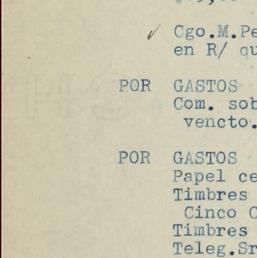 Cgo.M.Pe
en R/ qu
POR GASTOS
Com. sob
vencto.
POR GASTOS
Papel ce
Timbres
Cinco C
Timbres
Teleg.Sr